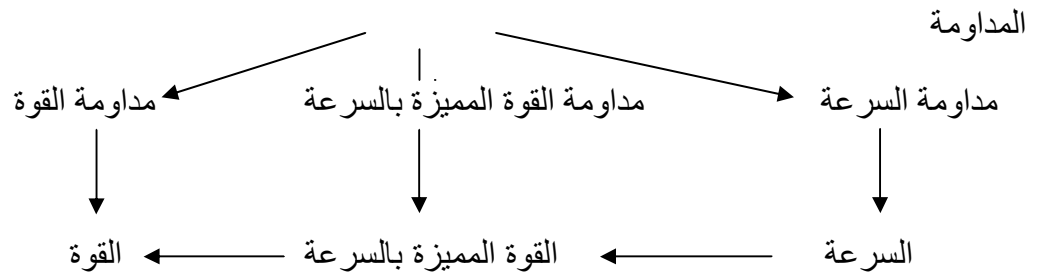 المداومة
مداومة السرعة مداومة القوة المميزة بالسرعة مداومة القوة
السرعة القوة المميزة بالسرعة القوة